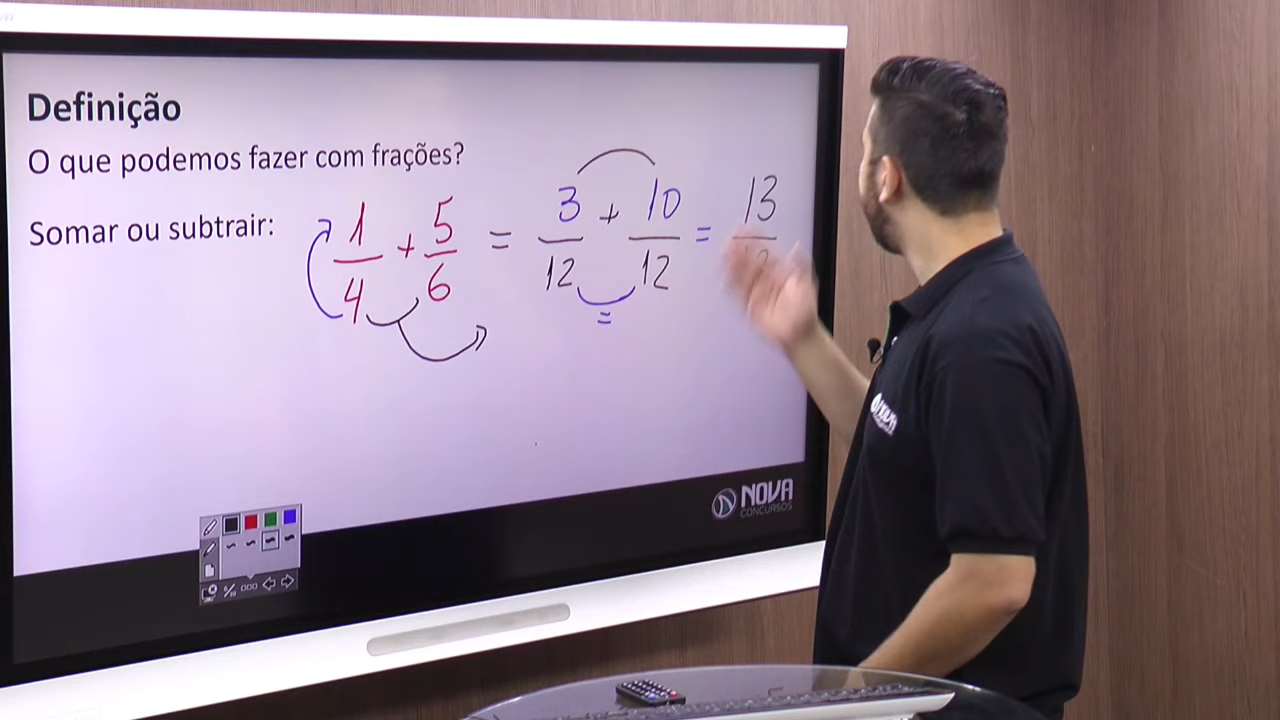 Definição
O que podemos fazer com frações?
Somar ou subtrair:
1/4 + 5/6 = 3/12 + 10/12 = 13/12
=
NOVA
CONCURSOS